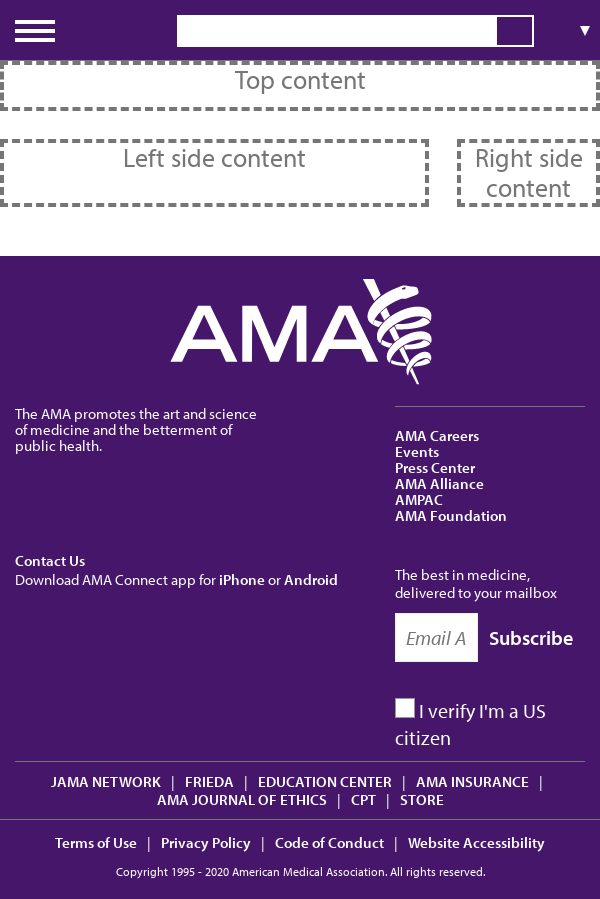 ▼
Top content
Left side content
Right side
content
AMA
The AMA promotes the art and science
of medicine and the betterment of
public health.
AMA Careers
Events
Press Center
AMA Alliance
AMPAC
AMA Foundation
Contact Us
Download AMA Connect app for iPhone or Android
The best in medicine,
delivered to your mailbox
Email A
Subscribe
I verify I'm a US
citizen
JAMA NETWORK | FRIEDA | EDUCATION CENTER | AMA INSURANCE |
AMA JOURNAL OF ETHICS | CPT | STORE
Terms of Use | Privacy Policy | Code of Conduct | Website Accessibility
Copyright 1995 - 2020 American Medical Association. All rights reserved.